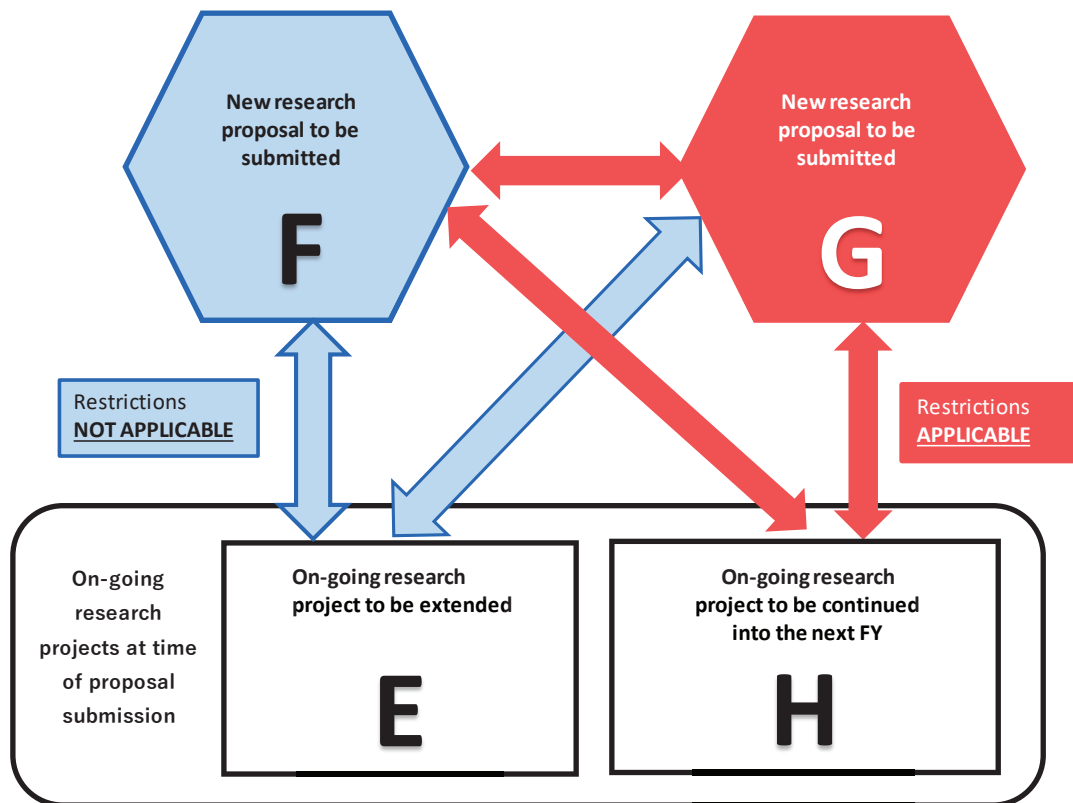 New research
proposal to be
submitted
F
New research
proposal to be
submitted
G
Restrictions
NOT APPLICABLE
Restrictions
APPLICABLE
On-going
research
projects at time
of proposal
submission
On-going research
project to be extended
E
On-going research
project to be continued
into the next FY
H